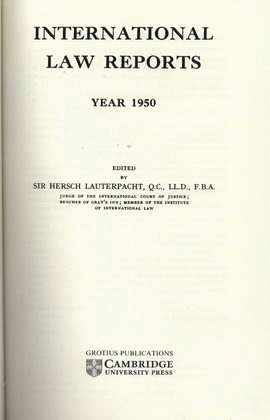 INTERNATIONAL
LAW REPORTS
YEAR 1950
EDITED
BY
SIR HERSCH LAUTERPACHT, Q.C., LL.D., F.B.A.
JUDGE OF THE INTERNATIONAL COURT OF JUSTICE;
BENCHER OF GRAY'S INN; MEMBER OF THE INSTITUTE
OF INTERNATIONAL LAW
GROTIUS PUBLICATIONS
CAMBRIDGE
UNIVERSITY PRESS